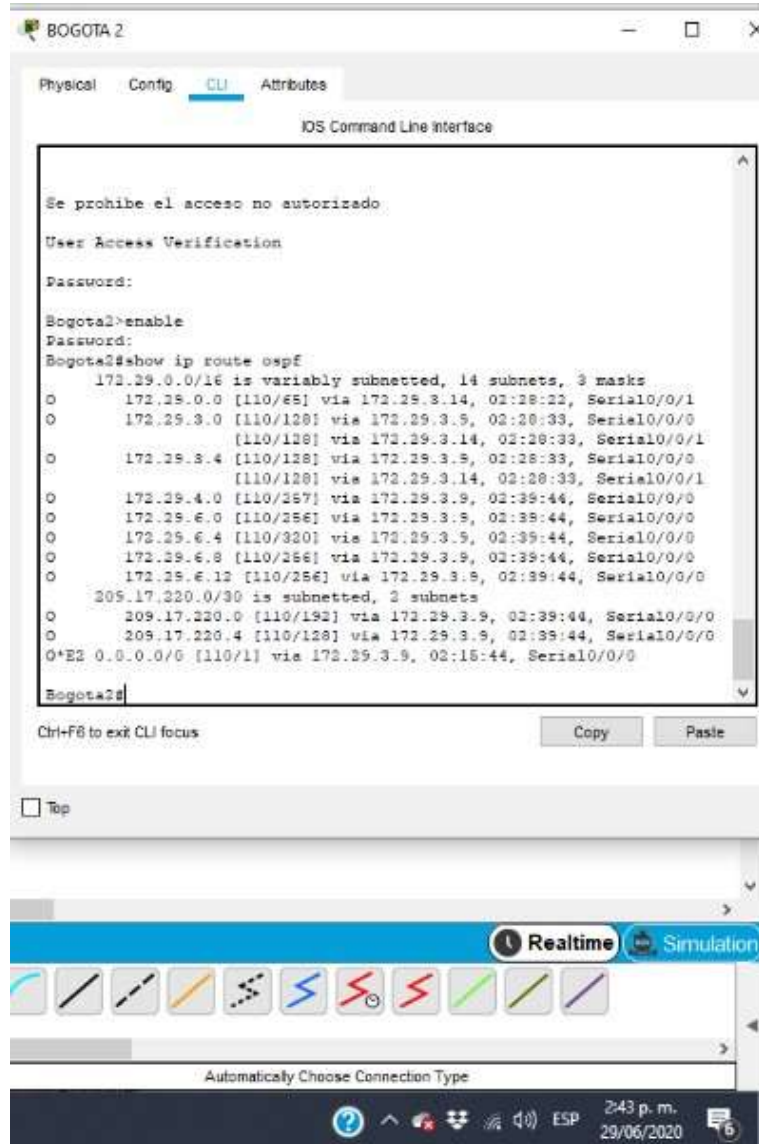 BOGOTA 2
Physical Config CLI Attributes
IOS Command Line Interface
Se prohibe el acceso no autorizado
User Access Verification
Password:
Bogota2>enable
Password:
Bogota2#show ip route ospf
172.29.0.0/16 is variably subnetted, 14 subnets, 3 masks
O 172.29.0.0 [110/65] via 172.29.3.14, 02:28:22, Serial0/0/1
O 172.29.3.0 [110/128] via 172.29.3.9, 02:28:33, Serial0/0/0
[110/128] via 172.29.3.14, 02:28:33, Serial0/0/1
O 172.29.3.4 [110/128] via 172.29.3.9, 02:28:33, Serial0/0/0
[110/128] via 172.29.3.14, 02:28:33, Serial0/0/1
O 172.29.4.0 [110/257] via 172.29.3.9, 02:39:44, Serial0/0/0
O 172.29.6.0 [110/256] via 172.29.3.9, 02:39:44, Serial0/0/0
O 172.29.6.4 [110/320] via 172.29.3.9, 02:39:44, Serial0/0/0
O 172.29.6.8 [110/256] via 172.29.3.9, 02:39:44, Serial0/0/0
O 172.29.6.12 [110/256] via 172.29.3.9, 02:39:44, Serial0/0/0
209.17.220.0/30 is subnetted, 2 subnets
O 209.17.220.0 [110/192] via 172.29.3.9, 02:39:44, Serial0/0/0
O 209.17.220.4 [110/128] via 172.29.3.9, 02:39:44, Serial0/0/0
O*E2 0.0.0.0/0 [110/1] via 172.29.3.9, 02:15:44, Serial0/0/0
Bogota2#
Ctrl+F6 to exit CLI focus
Copy Paste
Top
Realtime Simulation
Automatically Choose Connection Type
ESP 2:43 p. m.
29/06/2020 6